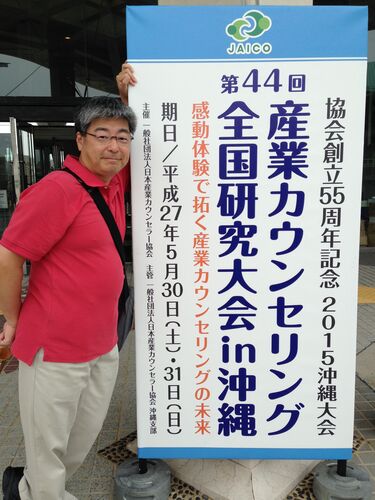 JAICO
第44回
協会創立55周年記念 2015沖縄大会
産業カウンセリング
全国研究大会in沖縄
感動体験で拓く産業カウンセリングの未来
期日/平成27年5月30日(土)・31日(日)
主催 一般社団法人日本産業カウンセラー協会 主管 一般社団法人日本産業カウンセラー協会 沖縄支部